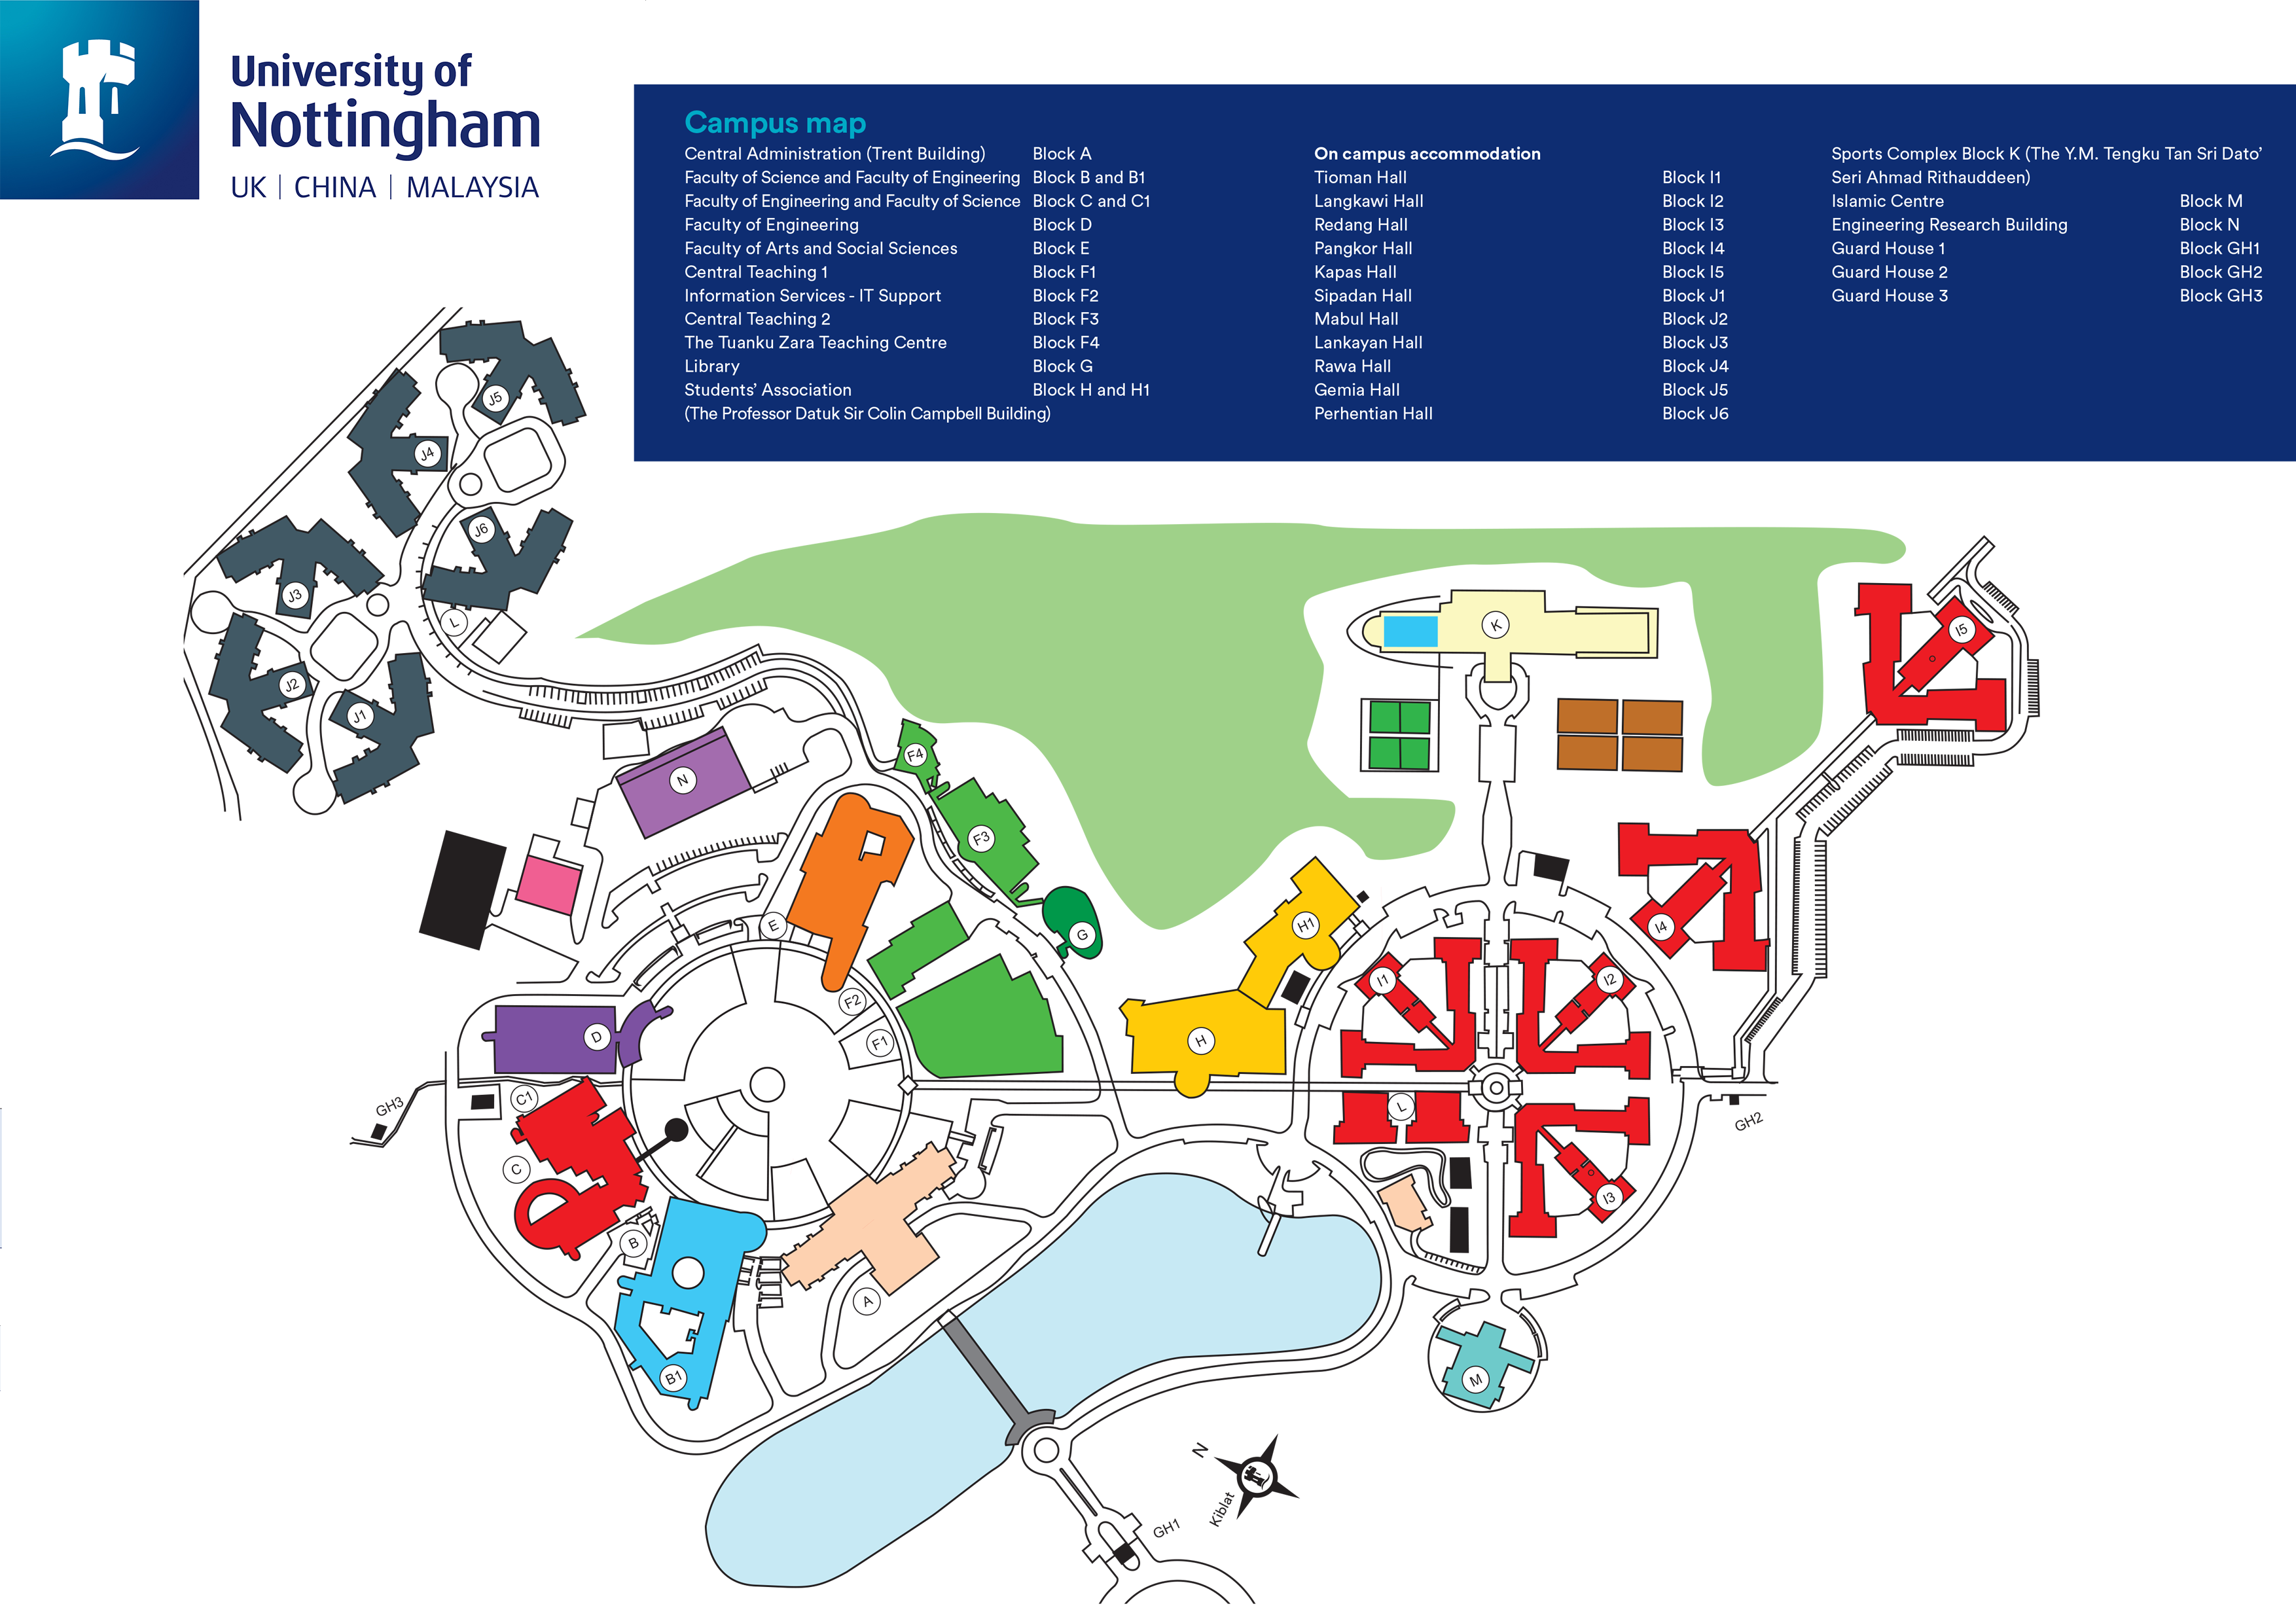 University of
Nottingham
UK | CHINA | MALAYSIA
Campus map
Central Administration (Trent Building) Block A
Faculty of Science and Faculty of Engineering Block B and B1
Faculty of Engineering and Faculty of Science Block C and C1
Faculty of Engineering Block D
Faculty of Arts and Social Sciences Block E
Central Teaching 1 Block F1
Information Services - IT Support Block F2
Central Teaching 2 Block F3
The Tuanku Zara Teaching Centre Block F4
Library Block G
Students’ Association Block H and H1
(The Professor Datuk Sir Colin Campbell Building)
On campus accommodation
Tioman Hall Block I1
Langkawi Hall Block I2
Redang Hall Block I3
Pangkor Hall Block I4
Kapas Hall Block I5
Sipadan Hall Block J1
Mabul Hall Block J2
Lankayan Hall Block J3
Rawa Hall Block J4
Gemia Hall Block J5
Perhentian Hall Block J6
Sports Complex Block K (The Y.M. Tengku Tan Sri Dato’
Seri Ahmad Rithauddeen)
Islamic Centre Block M
Engineering Research Building Block N
Guard House 1 Block GH1
Guard House 2 Block GH2
Guard House 3 Block GH3
J5
J4
J6
J3
L
J2
J1
K
I5
F4
N
F3
E
G
H1
I4
I1
I2
F2
D
F1
H
C1
GH3
L
GH2
C
I3
B
A
B1
M
N
Kiblat
GH1